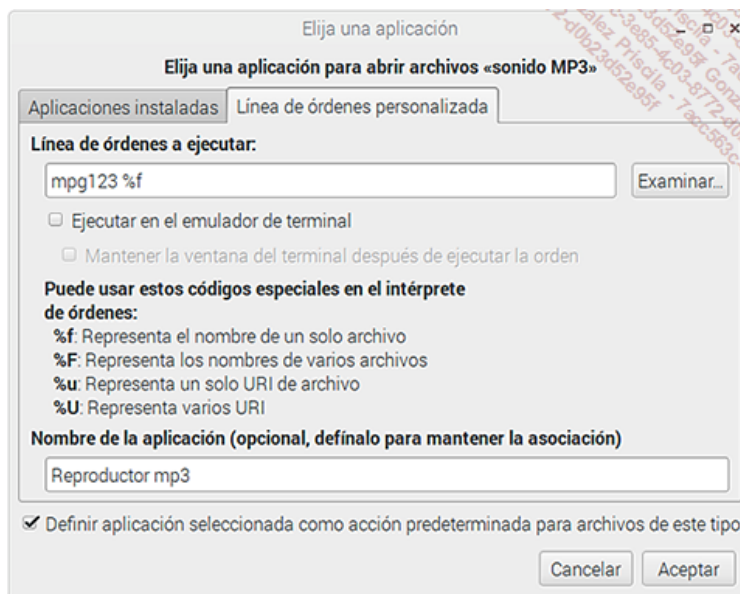 Elija una aplicación
Elija una aplicación para abrir archivos «sonido MP3»
Aplicaciones instaladas
Línea de órdenes personalizada
Línea de órdenes a ejecutar:
mpg123 %f
Examinar...
Ejecutar en el emulador de terminal
Mantener la ventana del terminal después de ejecutar la orden
Puede usar estos códigos especiales en el intérprete
de órdenes:
%f: Representa el nombre de un solo archivo
%F: Representa los nombres de varios archivos
%u: Representa un solo URI de archivo
%U: Representa varios URI
Nombre de la aplicación (opcional, defínalo para mantener la asociación)
Reproductor mp3
Definir aplicación seleccionada como acción predeterminada para archivos de este tipo
Cancelar
Aceptar